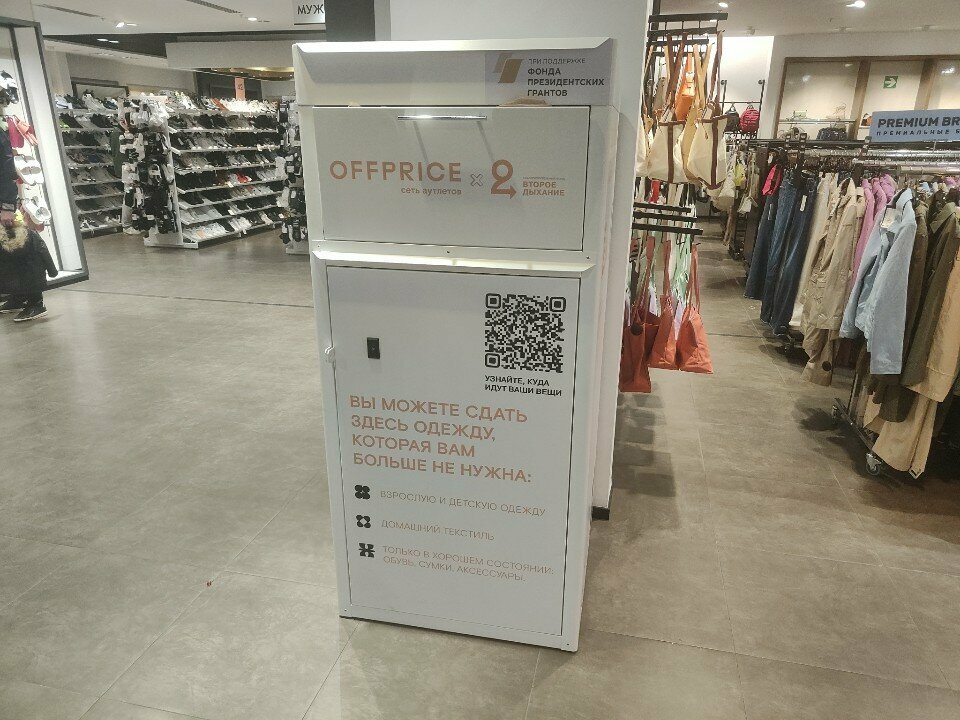 МУЖ
ПРИ ПОДДЕРЖКЕ
ФОНДА
ПРЕЗИДЕНТСКИХ
ГРАНТОВ
OFFPRICE × 2
сеть аутлетов
ВТОРОЕ
ДЫХАНИЕ
УЗНАЙТЕ, КУДА
ИДУТ ВАШИ ВЕЩИ
ВЫ МОЖЕТЕ СДАТЬ
ЗДЕСЬ ОДЕЖДУ,
КОТОРАЯ ВАМ
БОЛЬШЕ НЕ НУЖНА:
ВЗРОСЛУЮ И ДЕТСКУЮ ОДЕЖДУ
ДОМАШНИЙ ТЕКСТИЛЬ
ТОЛЬКО В ХОРОШЕМ СОСТОЯНИИ:
ОБУВЬ, СУМКИ, АКСЕССУАРЫ.
PREMIUM BR
ПРЕМИАЛЬНЫЕ